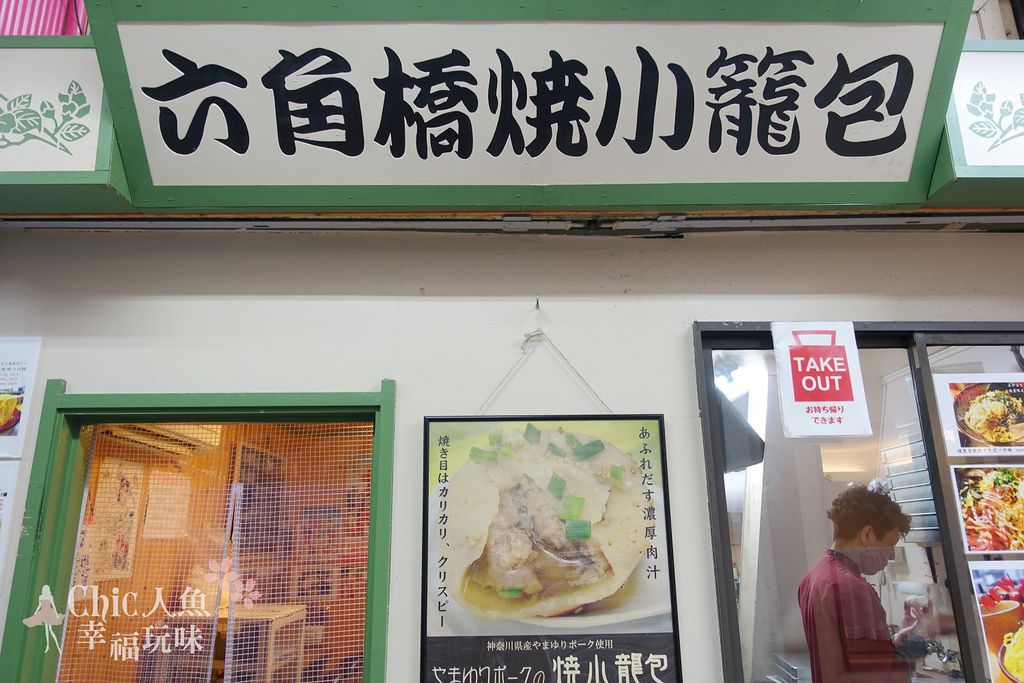 六角橋焼小籠包
TAKE
OUT
お持ち帰り
できます
あふれだす濃厚肉汁
焼き目はカリカリ、クリスピー
神奈川県産やまゆりポーク使用
やまゆりポークの焼小籠包
Chic人魚
幸福玩味